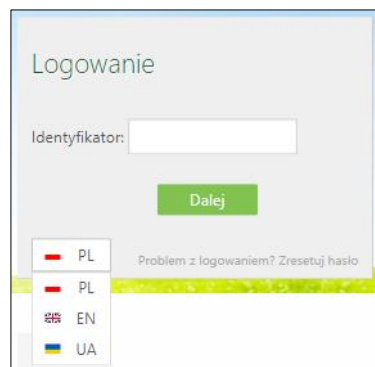 Logowanie
Identyfikator:
Dalej
PL
Problem z logowaniem? Zresetuj hasło
PL
EN
UA